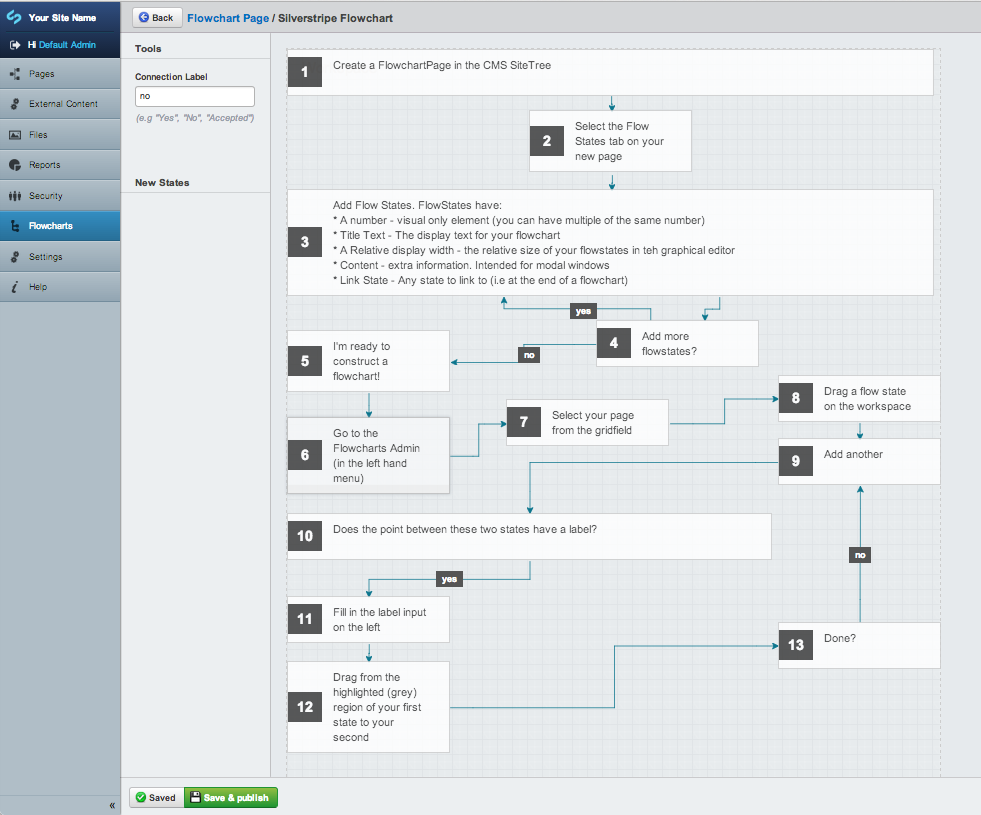 Your Site Name
Hi Default Admin
Pages
External Content
Files
Reports
Security
Flowcharts
Settings
Help
«
Back
Flowchart Page / Silverstripe Flowchart
Tools
Connection Label
no
(e.g "Yes", "No", "Accepted")
New States
1
Create a FlowchartPage in the CMS SiteTree
2
Select the Flow
States tab on your
new page
3
Add Flow States. FlowStates have:
* A number - visual only element (you can have multiple of the same number)
* Title Text - The display text for your flowchart
* A Relative display width - the relative size of your flowstates in teh graphical editor
* Content - extra information. Intended for modal windows
* Link State - Any state to link to (i.e at the end of a flowchart)
yes
4
Add more
flowstates?
no
5
I'm ready to
construct a
flowchart!
6
Go to the
Flowcharts Admin
(in the left hand
menu)
7
Select your page
from the gridfield
8
Drag a flow state
on the workspace
9
Add another
10
Does the point between these two states have a label?
no
yes
11
Fill in the label input
on the left
12
Drag from the
highlighted (grey)
region of your first
state to your
second
13
Done?
Saved
Save & publish